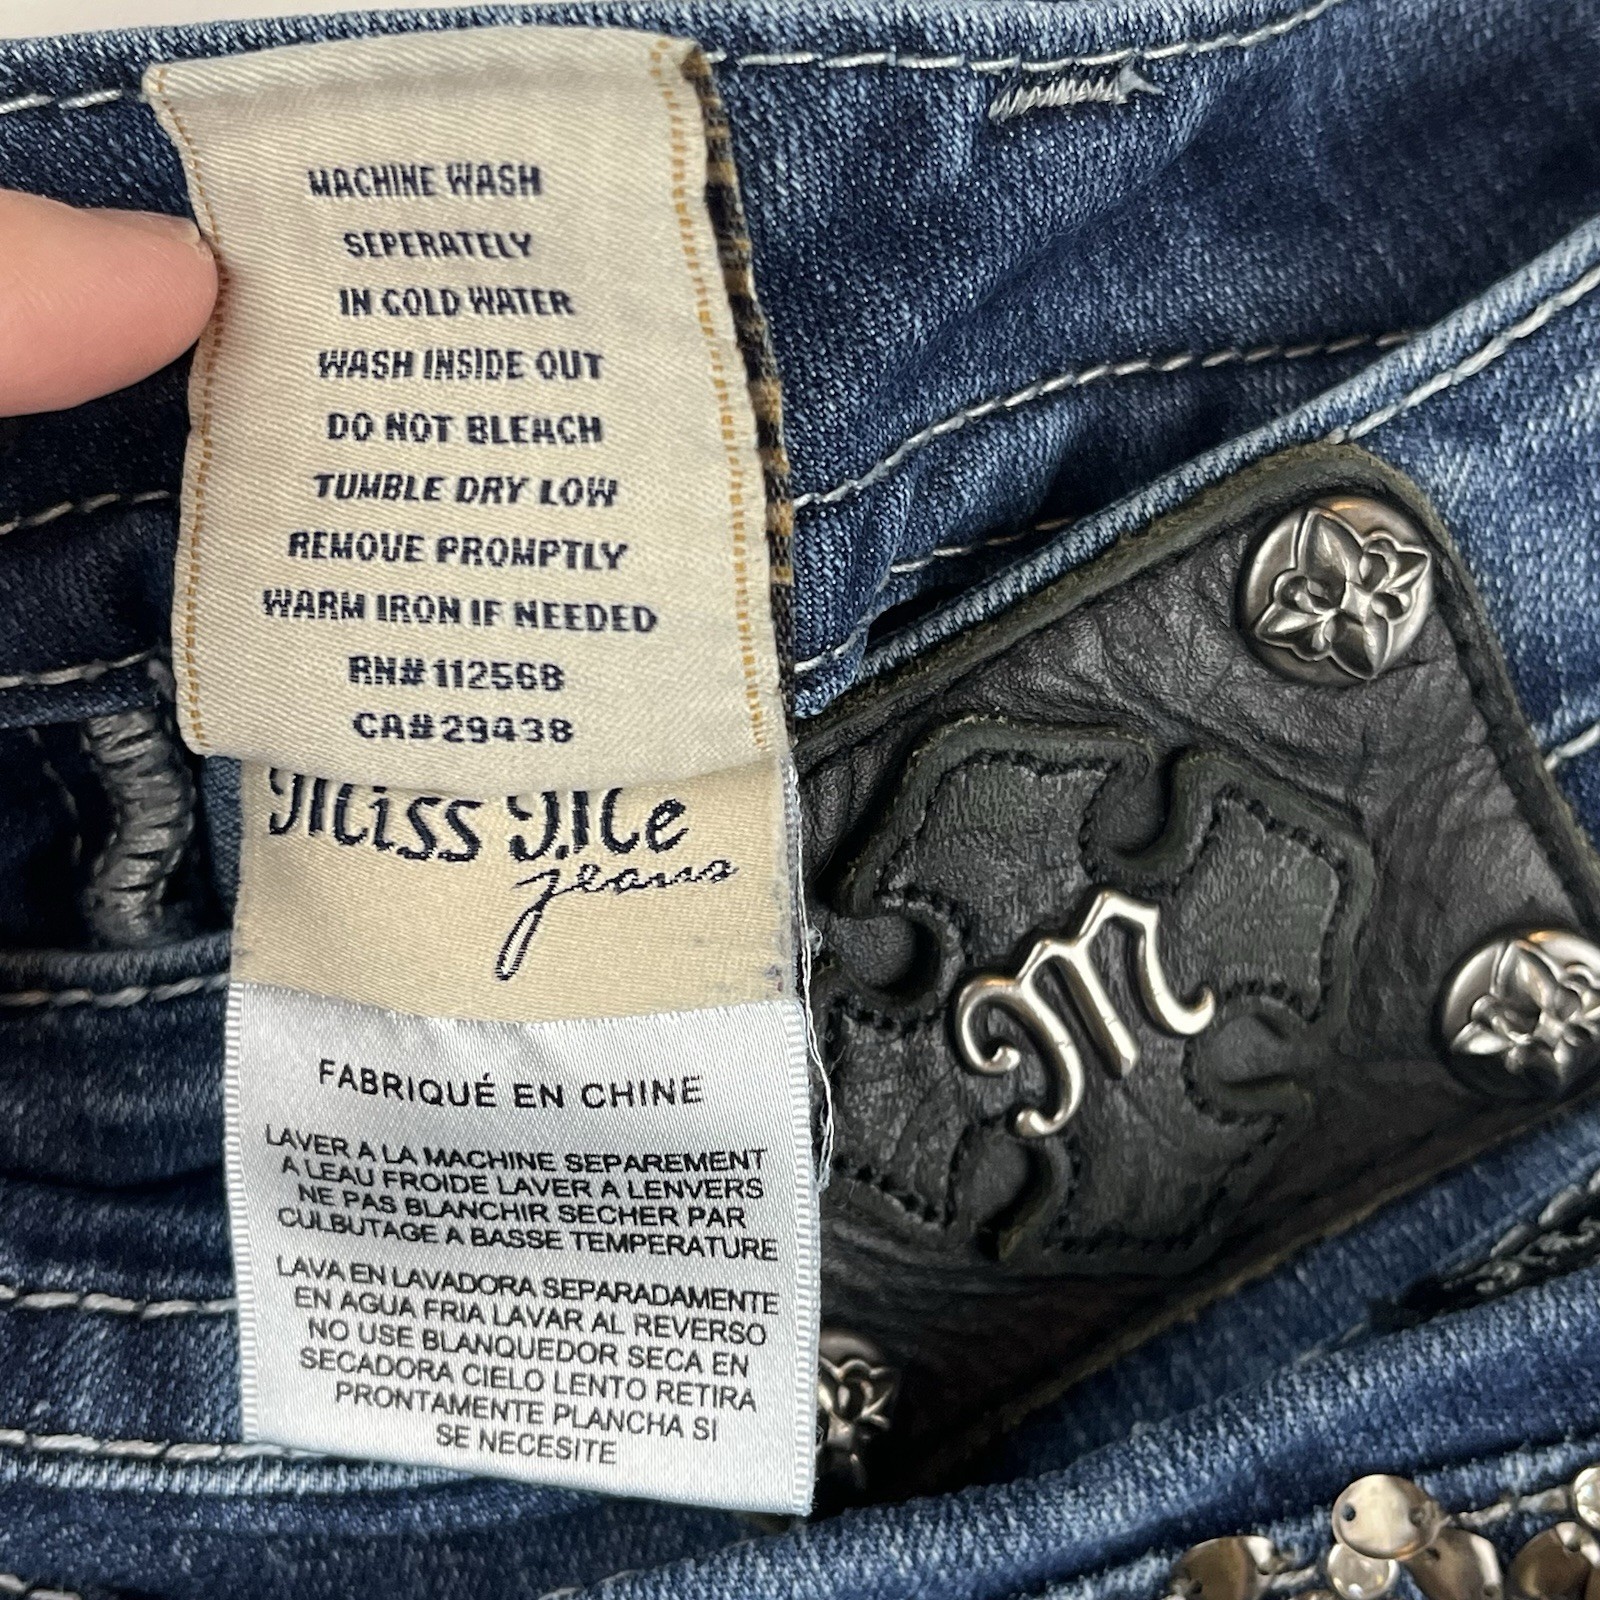 MACHINE WASH
SEPERATELY
IN COLD WATER
WASH INSIDE OUT
DO NOT BLEACH
TUMBLE DRY LOW
REMOVE PROMPTLY
WARM IRON IF NEEDED
RN#112568
CA#29438
Miss Me
jeans
FABRIQUÉ EN CHINE
LAVER A LA MACHINE SEPAREMENT
A LEAU FROIDE LAVER A LENVERS
NE PAS BLANCHIR SECHER PAR
CULBUTAGE A BASSE TEMPERATURE
LAVA EN LAVADORA SEPARADAMENTE
EN AGUA FRIA LAVAR AL REVERSO
NO USE BLANQUEDOR SECA EN
SECADORA CIELO LENTO RETIRA
PRONTAMENTE PLANCHA SI
SE NECESITE
M